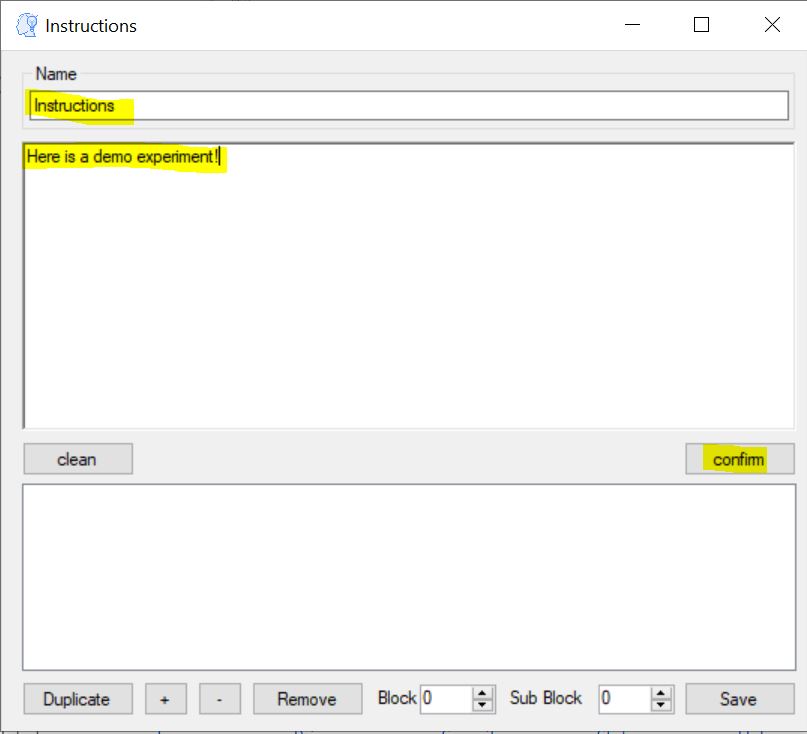 Instructions
Name
Instructions
Here is a demo experiment!
clean confirm
Duplicate + - Remove Block 0 Sub Block 0 Save